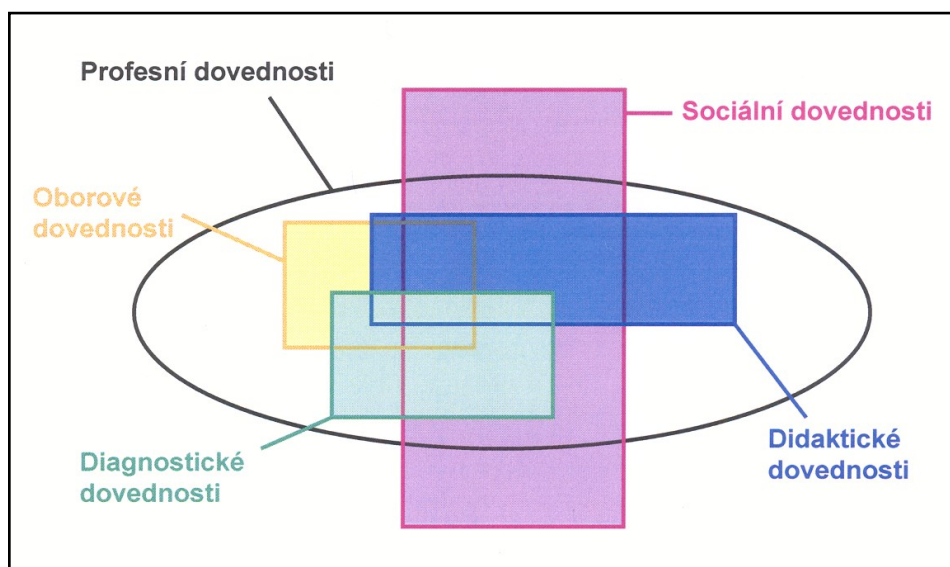 Profesní dovednosti
Sociální dovednosti
Oborové
dovednosti
Didaktické
dovednosti
Diagnostické
dovednosti